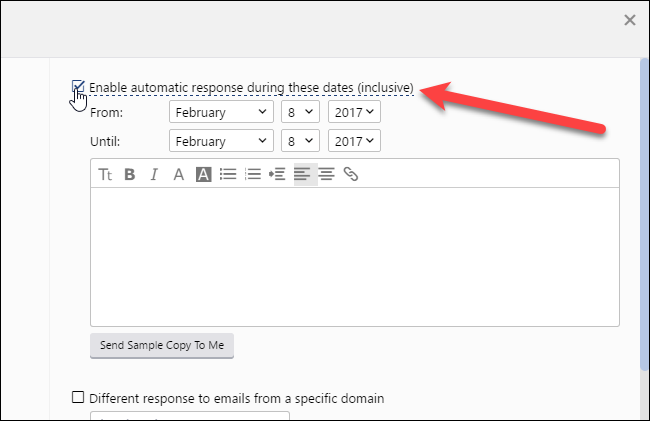 Enable automatic response during these dates (inclusive)
From: February 8 2017
Until: February 8 2017
Tt B I A A
Send Sample Copy To Me
Different response to emails from a specific domain